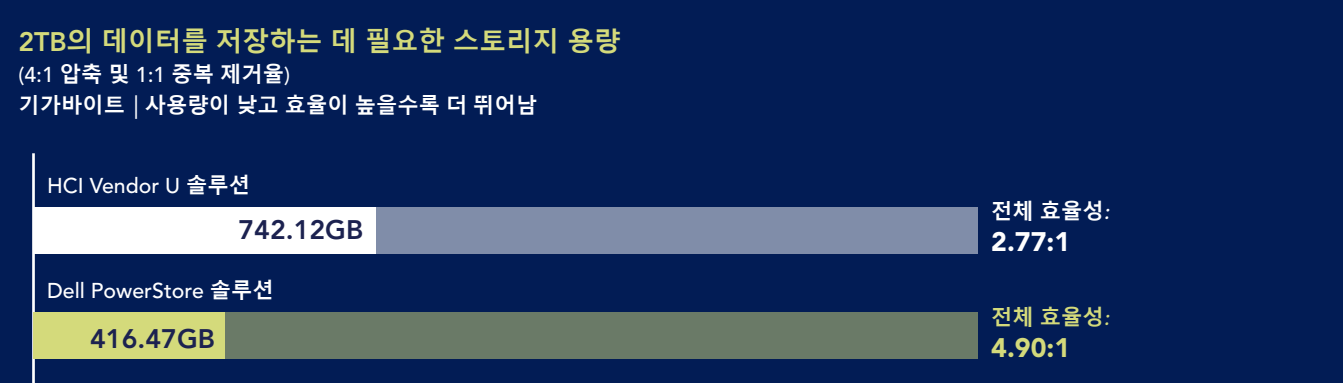 2TB의 데이터를 저장하는 데 필요한 스토리지 용량
(4:1 압축 및 1:1 중복 제거율)
기가바이트 | 사용량이 낮고 효율이 높을수록 더 뛰어남
HCI Vendor U 솔루션
742.12GB
전체 효율성:
2.77:1
Dell PowerStore 솔루션
416.47GB
전체 효율성:
4.90:1